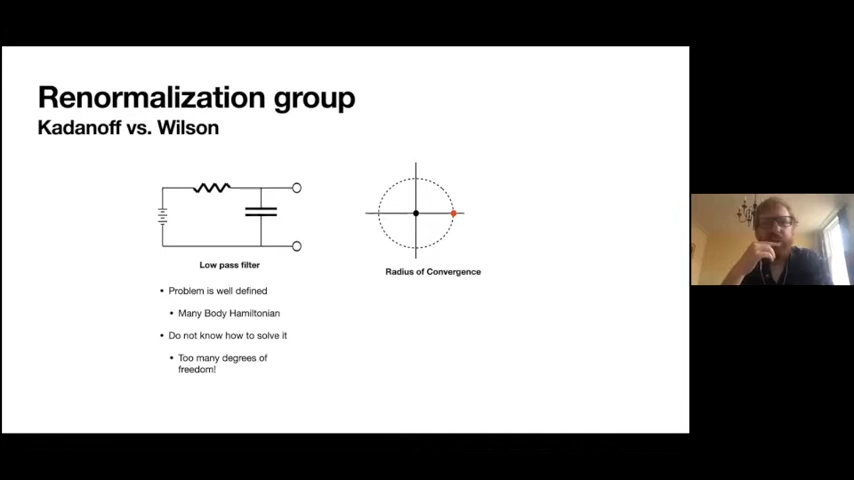 Renormalization group
Kadanoff vs. Wilson
Low pass filter
Radius of Convergence
• Problem is well defined
• Many Body Hamiltonian
• Do not know how to solve it
• Too many degrees of
freedom!